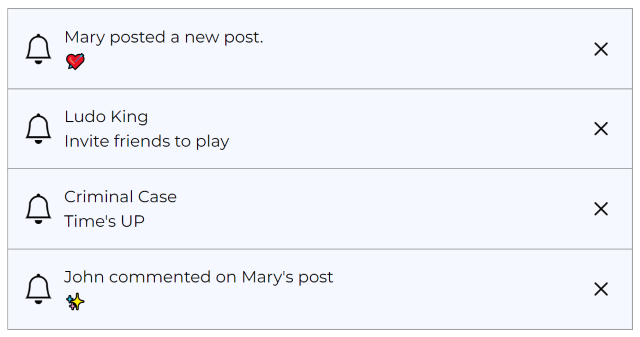 Mary posted a new post.
💘
Ludo King
Invite friends to play
Criminal Case
Time's UP
John commented on Mary's post
✨